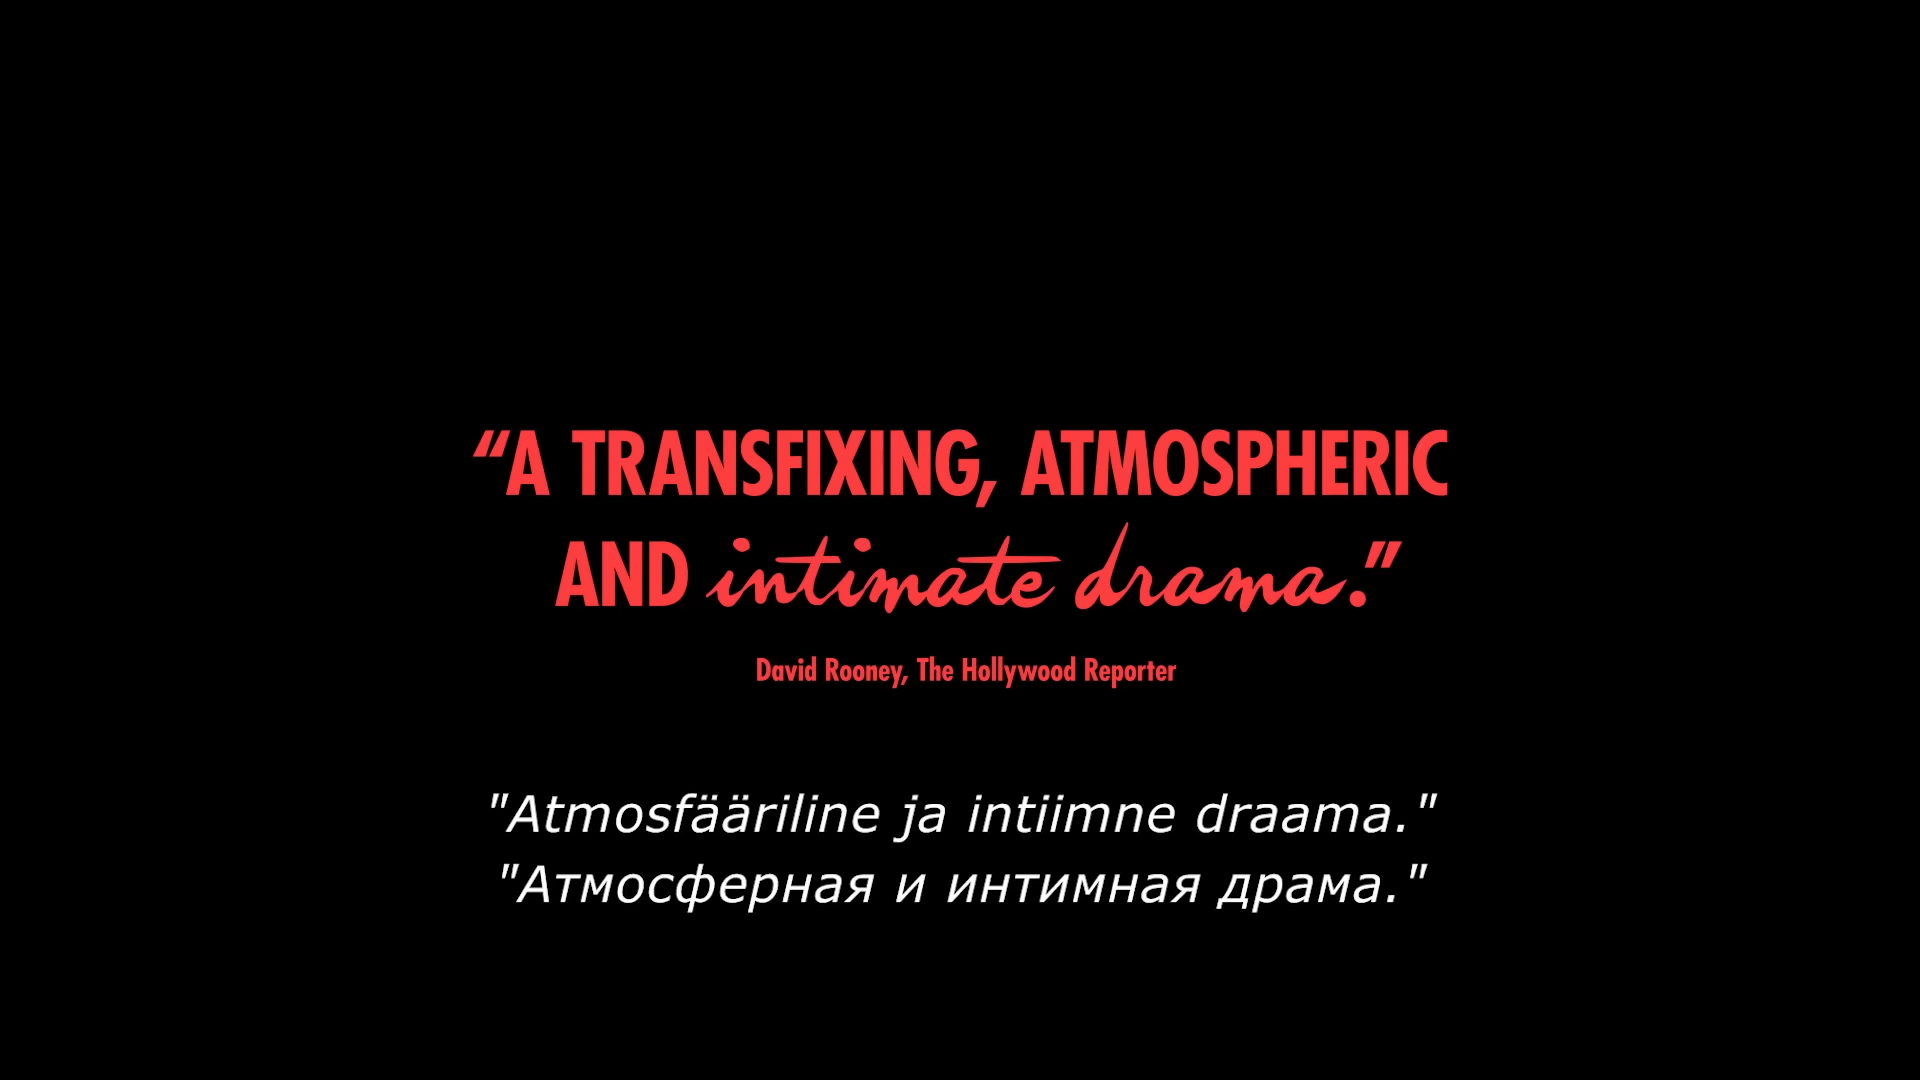 “A TRANSFIXING, ATMOSPHERIC
AND intimate drama.”
David Rooney, The Hollywood Reporter
"Atmosfääriline ja intiimne draama."
"Атмосферная и интимная драма."